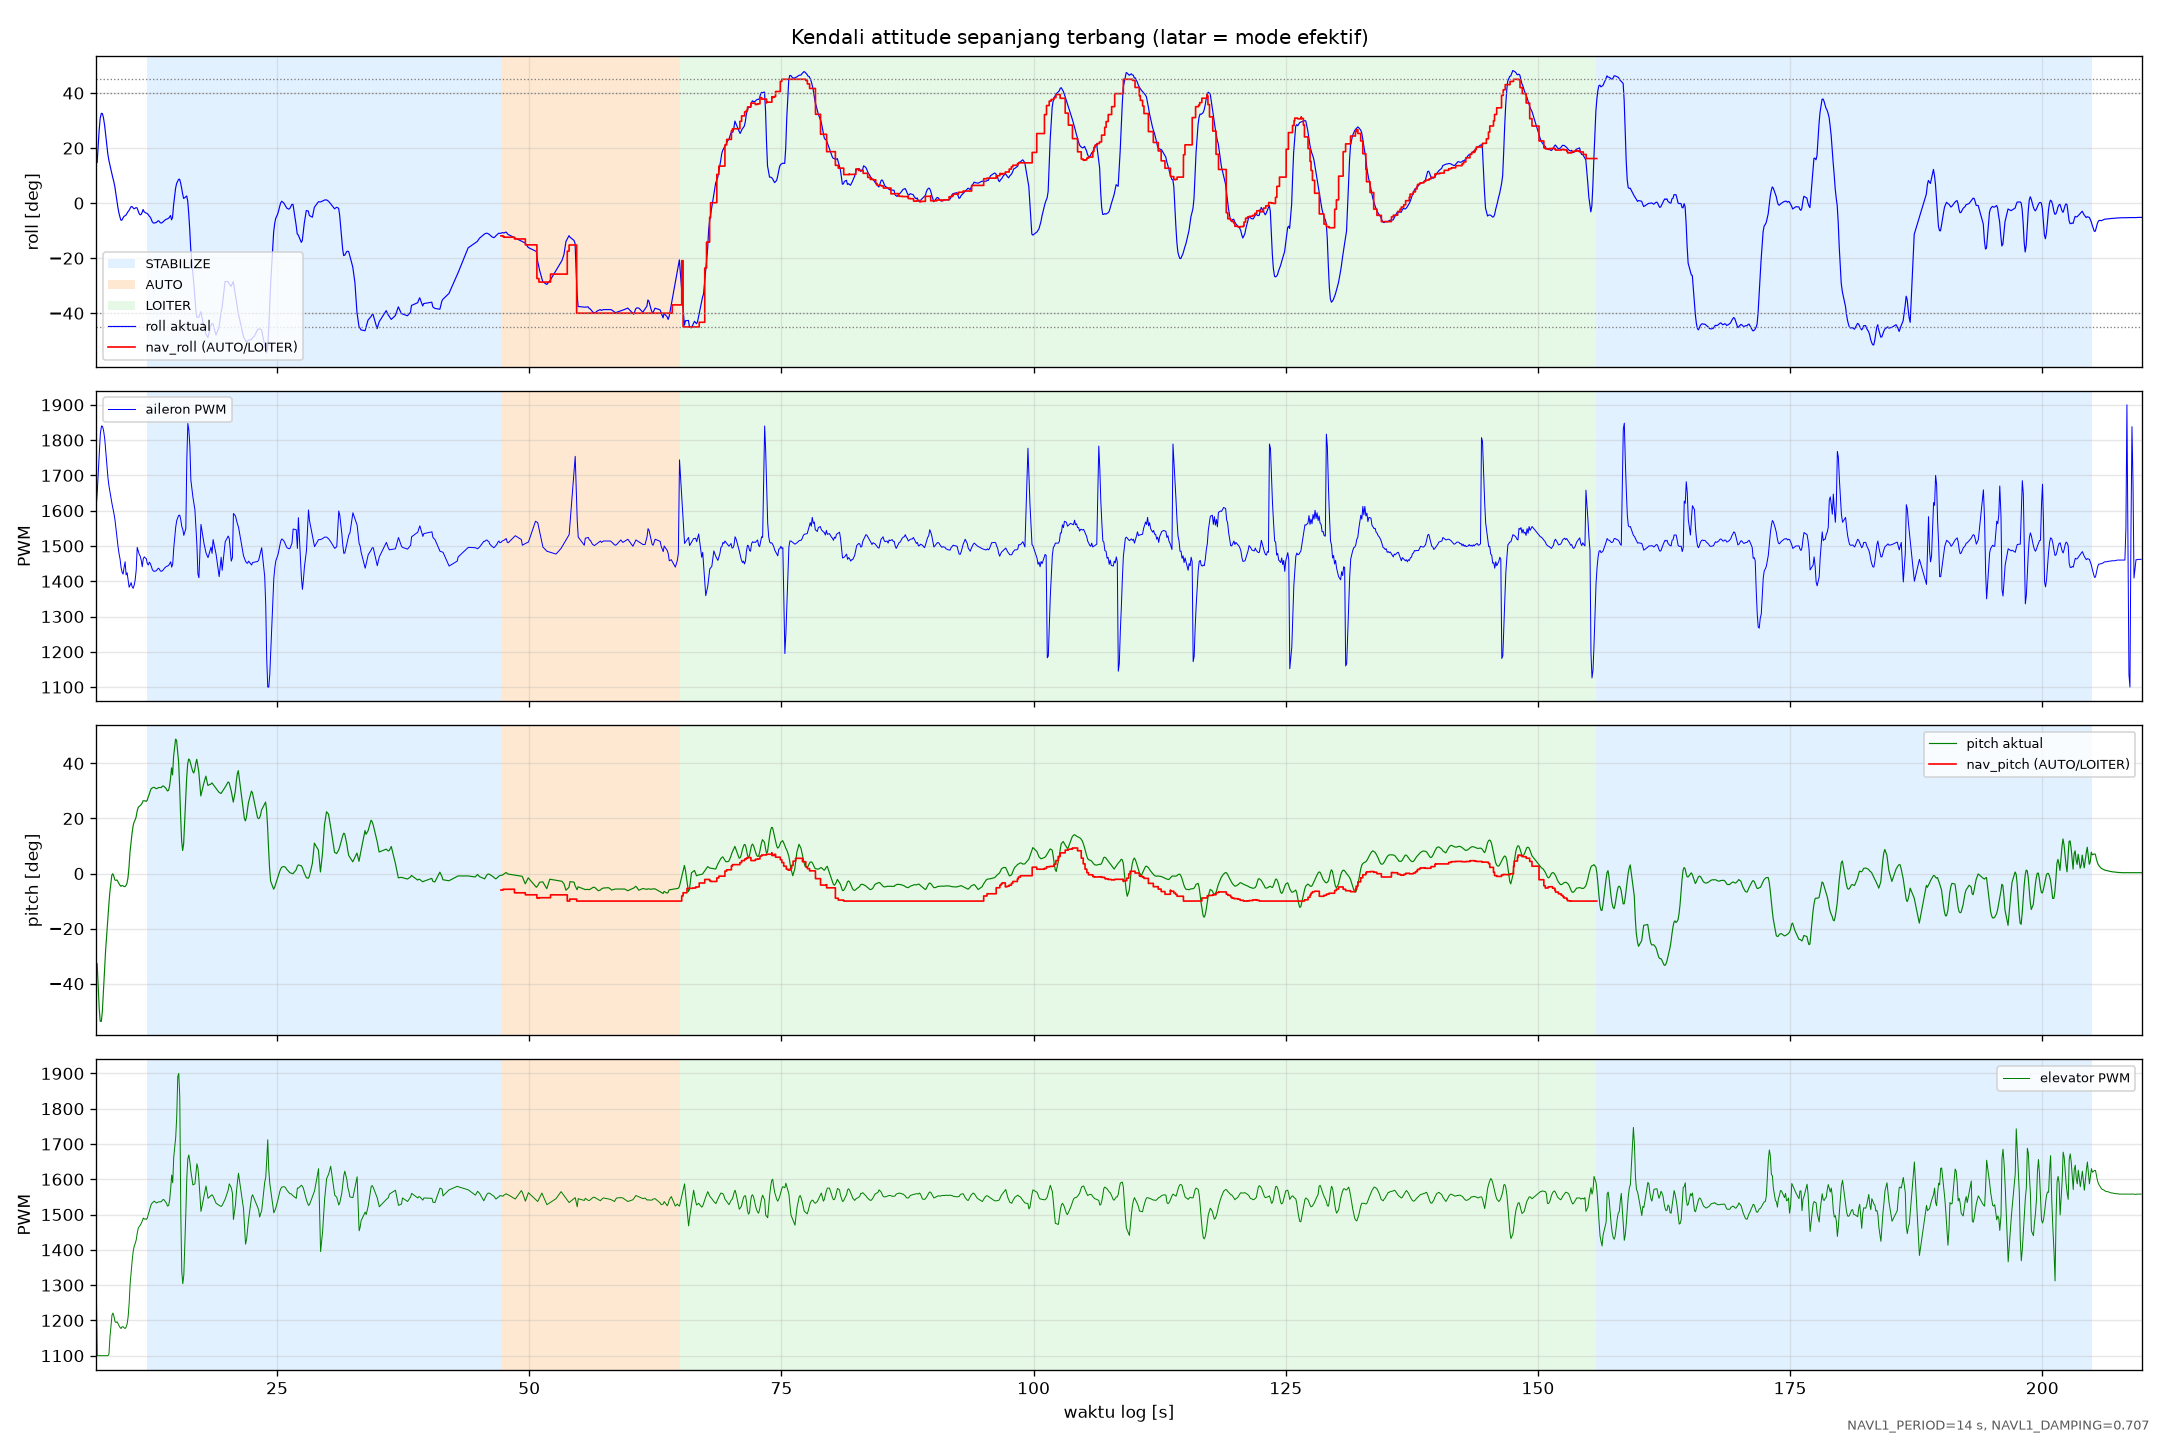 Kendali attitude sepanjang terbang (latar = mode efektif)
roll [deg]
40
20
0
−20
−40
STABILIZE
AUTO
LOITER
roll aktual
nav_roll (AUTO/LOITER)
PWM
1900
1800
1700
1600
1500
1400
1300
1200
1100
aileron PWM
pitch [deg]
40
20
0
−20
−40
pitch aktual
nav_pitch (AUTO/LOITER)
PWM
1900
1800
1700
1600
1500
1400
1300
1200
1100
elevator PWM
25 50 75 100 125 150 175 200
waktu log [s]
NAVL1_PERIOD=14 s, NAVL1_DAMPING=0.707